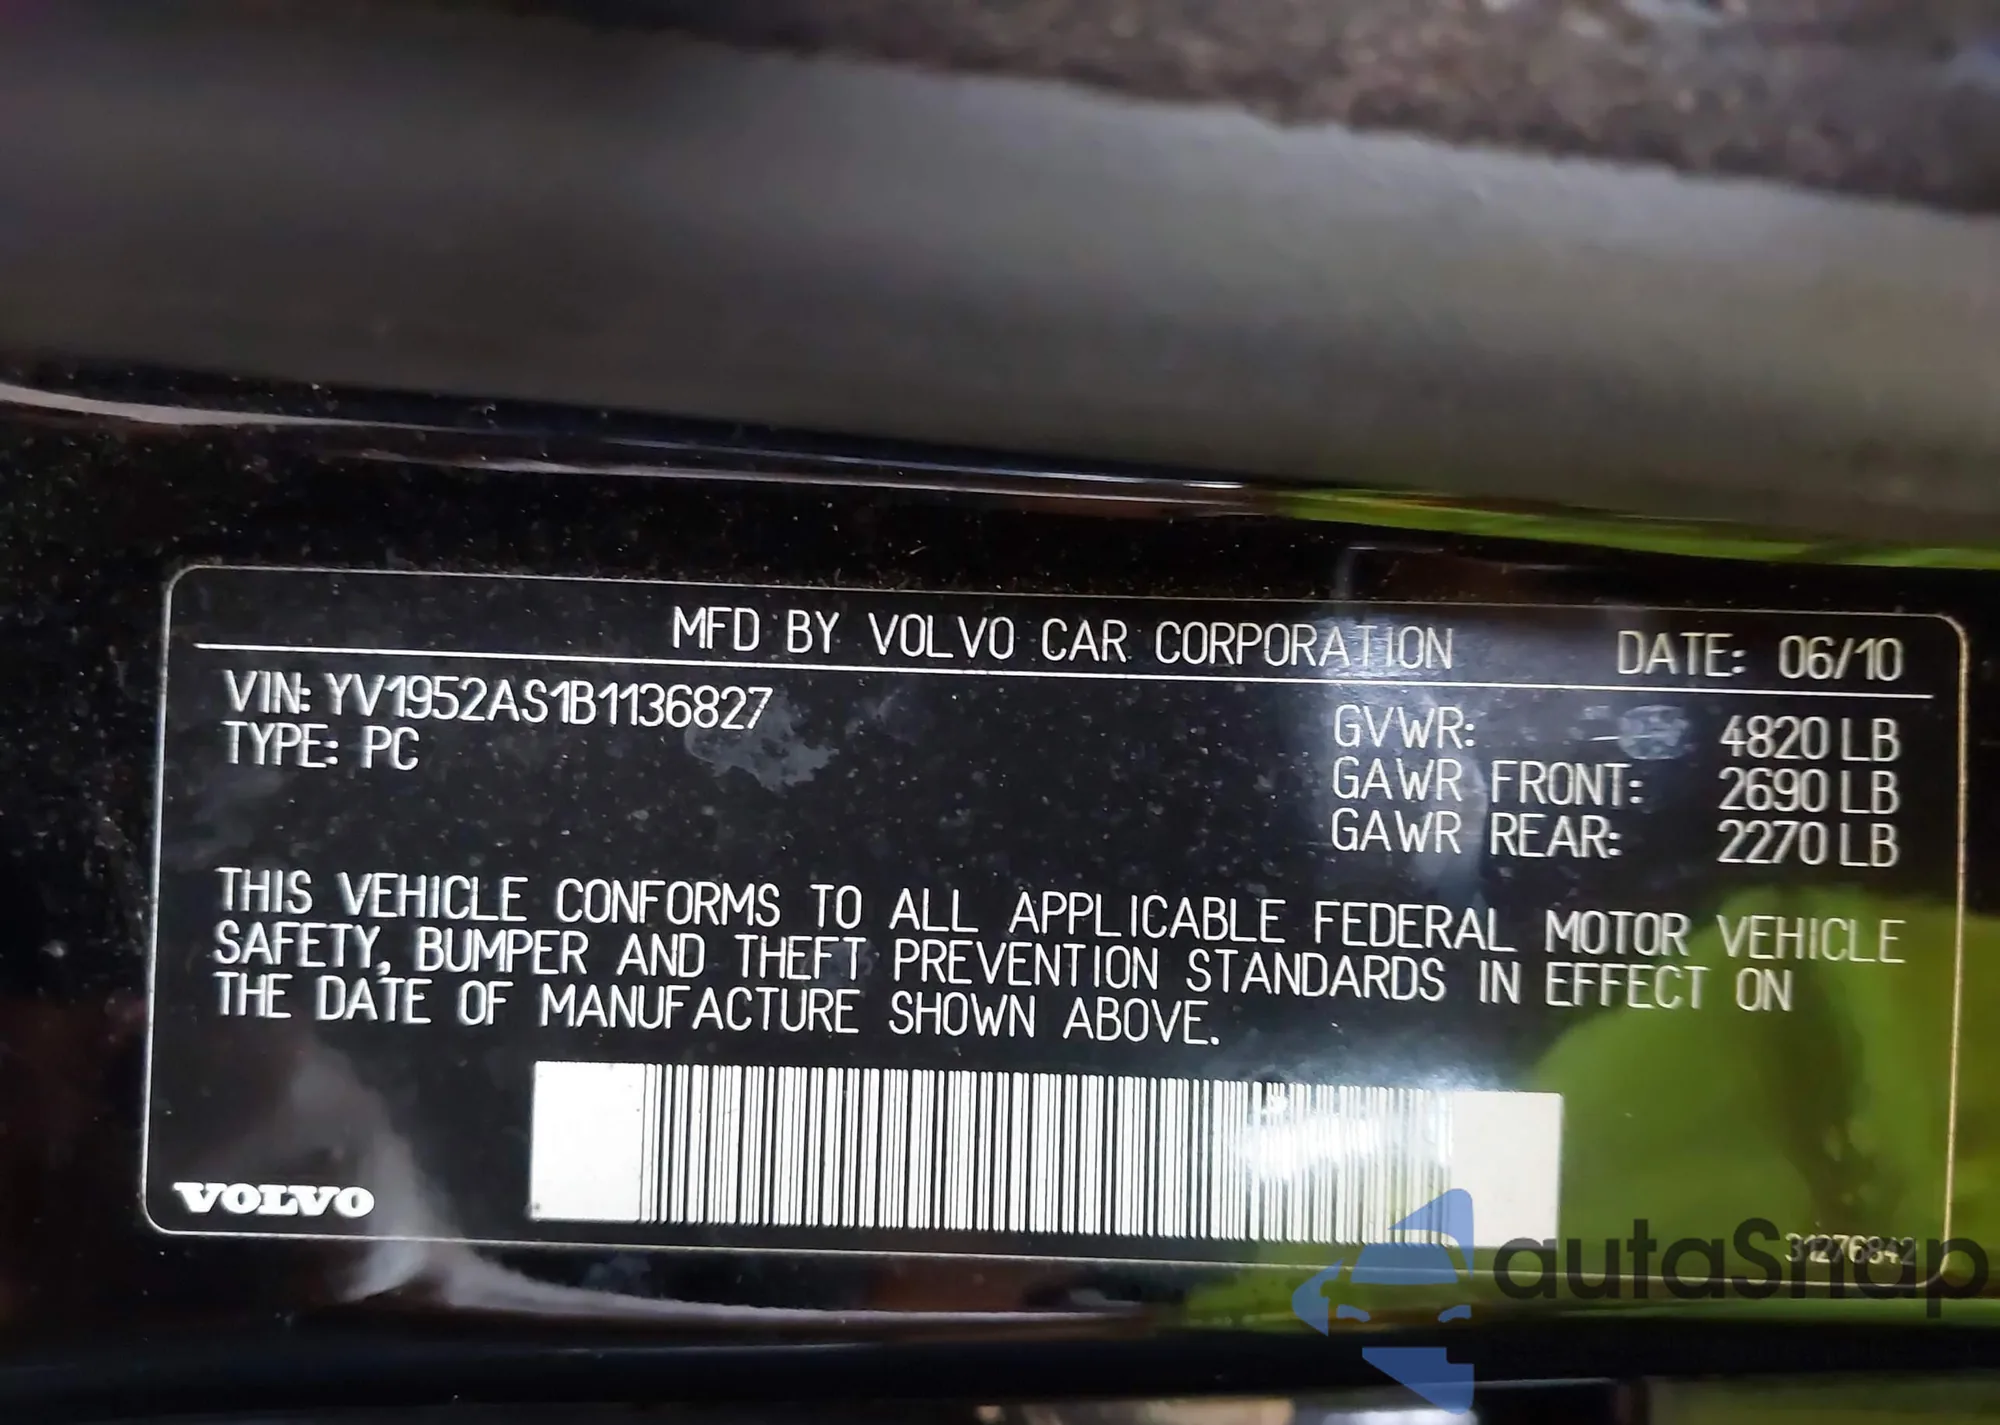 MFD BY VOLVO CAR CORPORATION DATE: 06/10
VIN: YV1952AS1B1136827
TYPE: PC
GVWR: 4820 LB
GAWR FRONT: 2690 LB
GAWR REAR: 2270 LB
THIS VEHICLE CONFORMS TO ALL APPLICABLE FEDERAL MOTOR VEHICLE
SAFETY, BUMPER AND THEFT PREVENTION STANDARDS IN EFFECT ON
THE DATE OF MANUFACTURE SHOWN ABOVE.
VOLVO
31276842
autaSnap